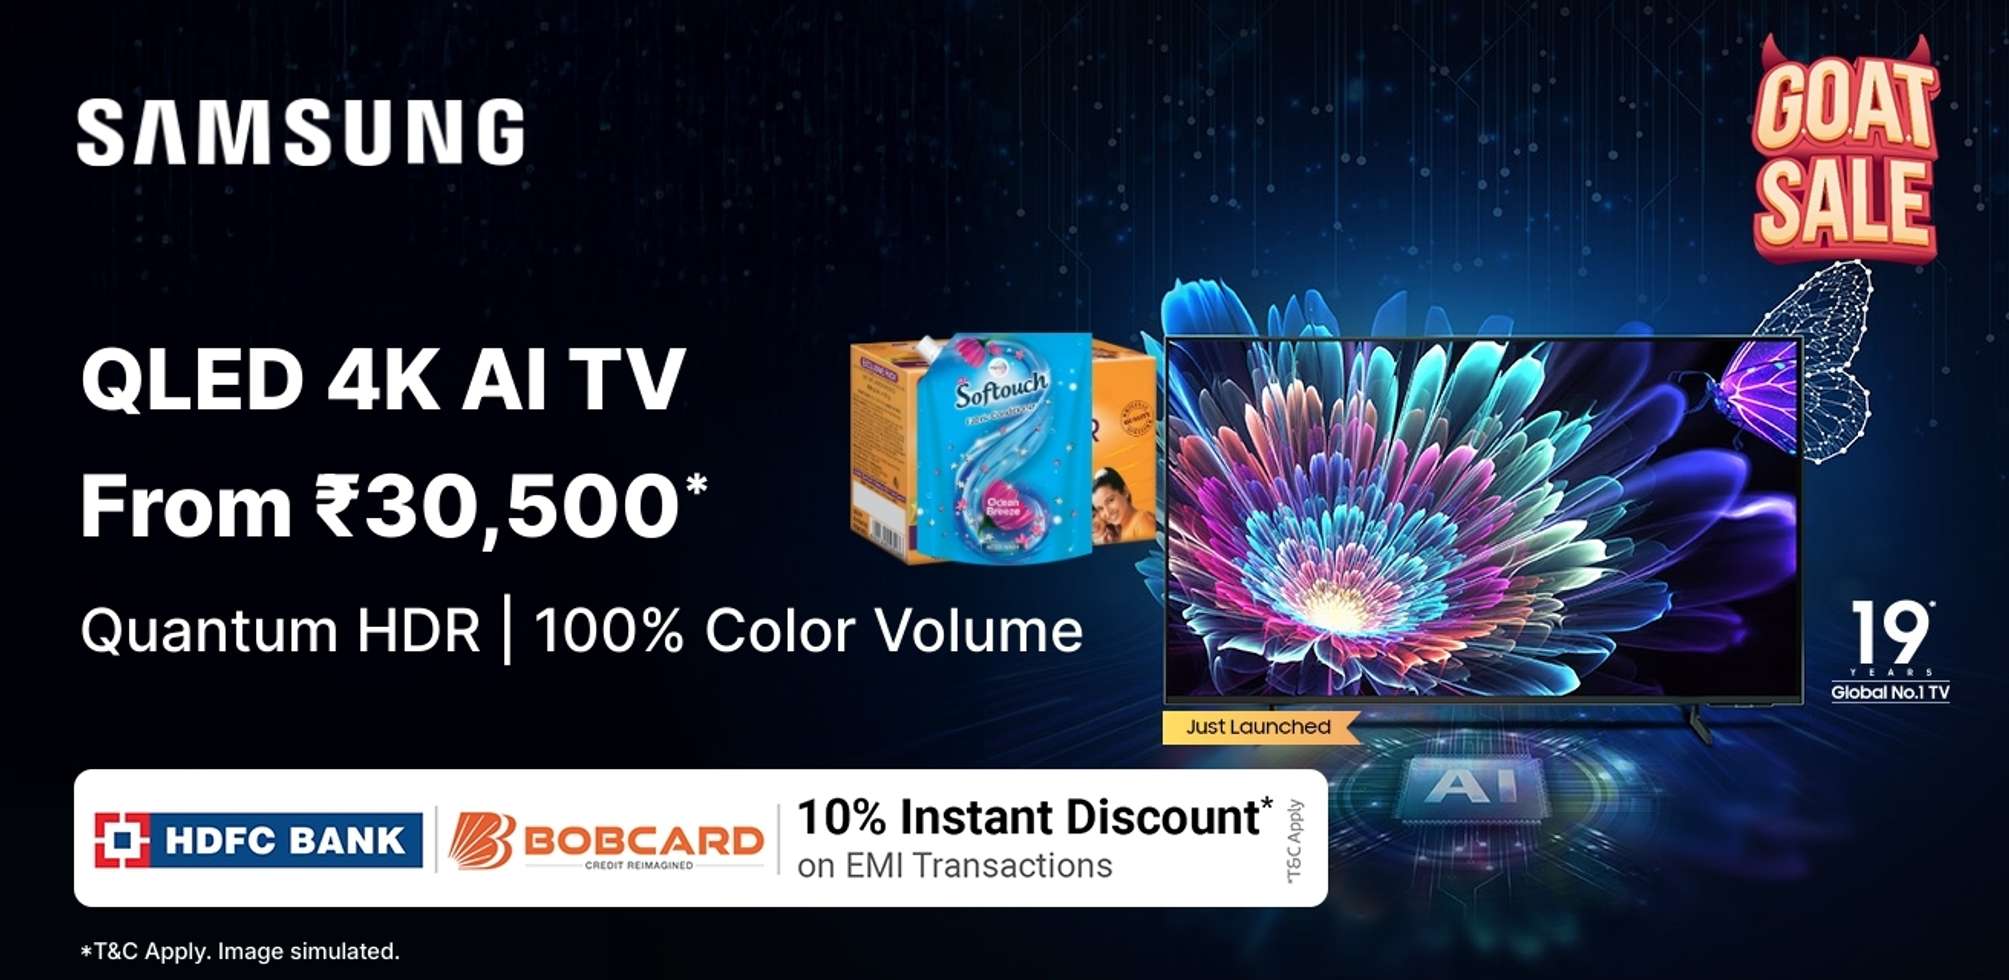 SAMSUNG
G.O.A.T
SALE
QLED 4K AI TV
From ₹30,500*
Softouch
Fabric Conditioner
Ocean
Breeze
R
Quantum HDR | 100% Color Volume
19*
YEARS
Global No.1 TV
Just Launched
AI
HDFC BANK
BOBCARD
CREDIT REIMAGINED
10% Instant Discount*
on EMI Transactions
*T&C Apply
*T&C Apply. Image simulated.